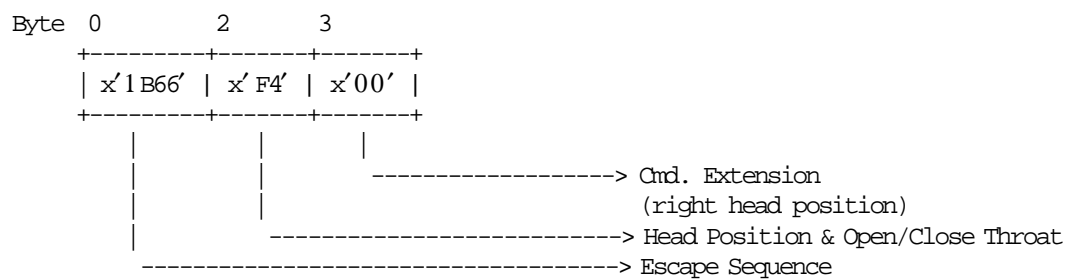 Byte 0 2 3
+---------+-------+-------+
| x'1B66' | x'F4' | x'00' |
+---------+-------+-------+
| | |
| | -------------------> Cmd. Extension
| | (right head position)
| ---------------------------> Head Position & Open/Close Throat
-------------------------------------> Escape Sequence